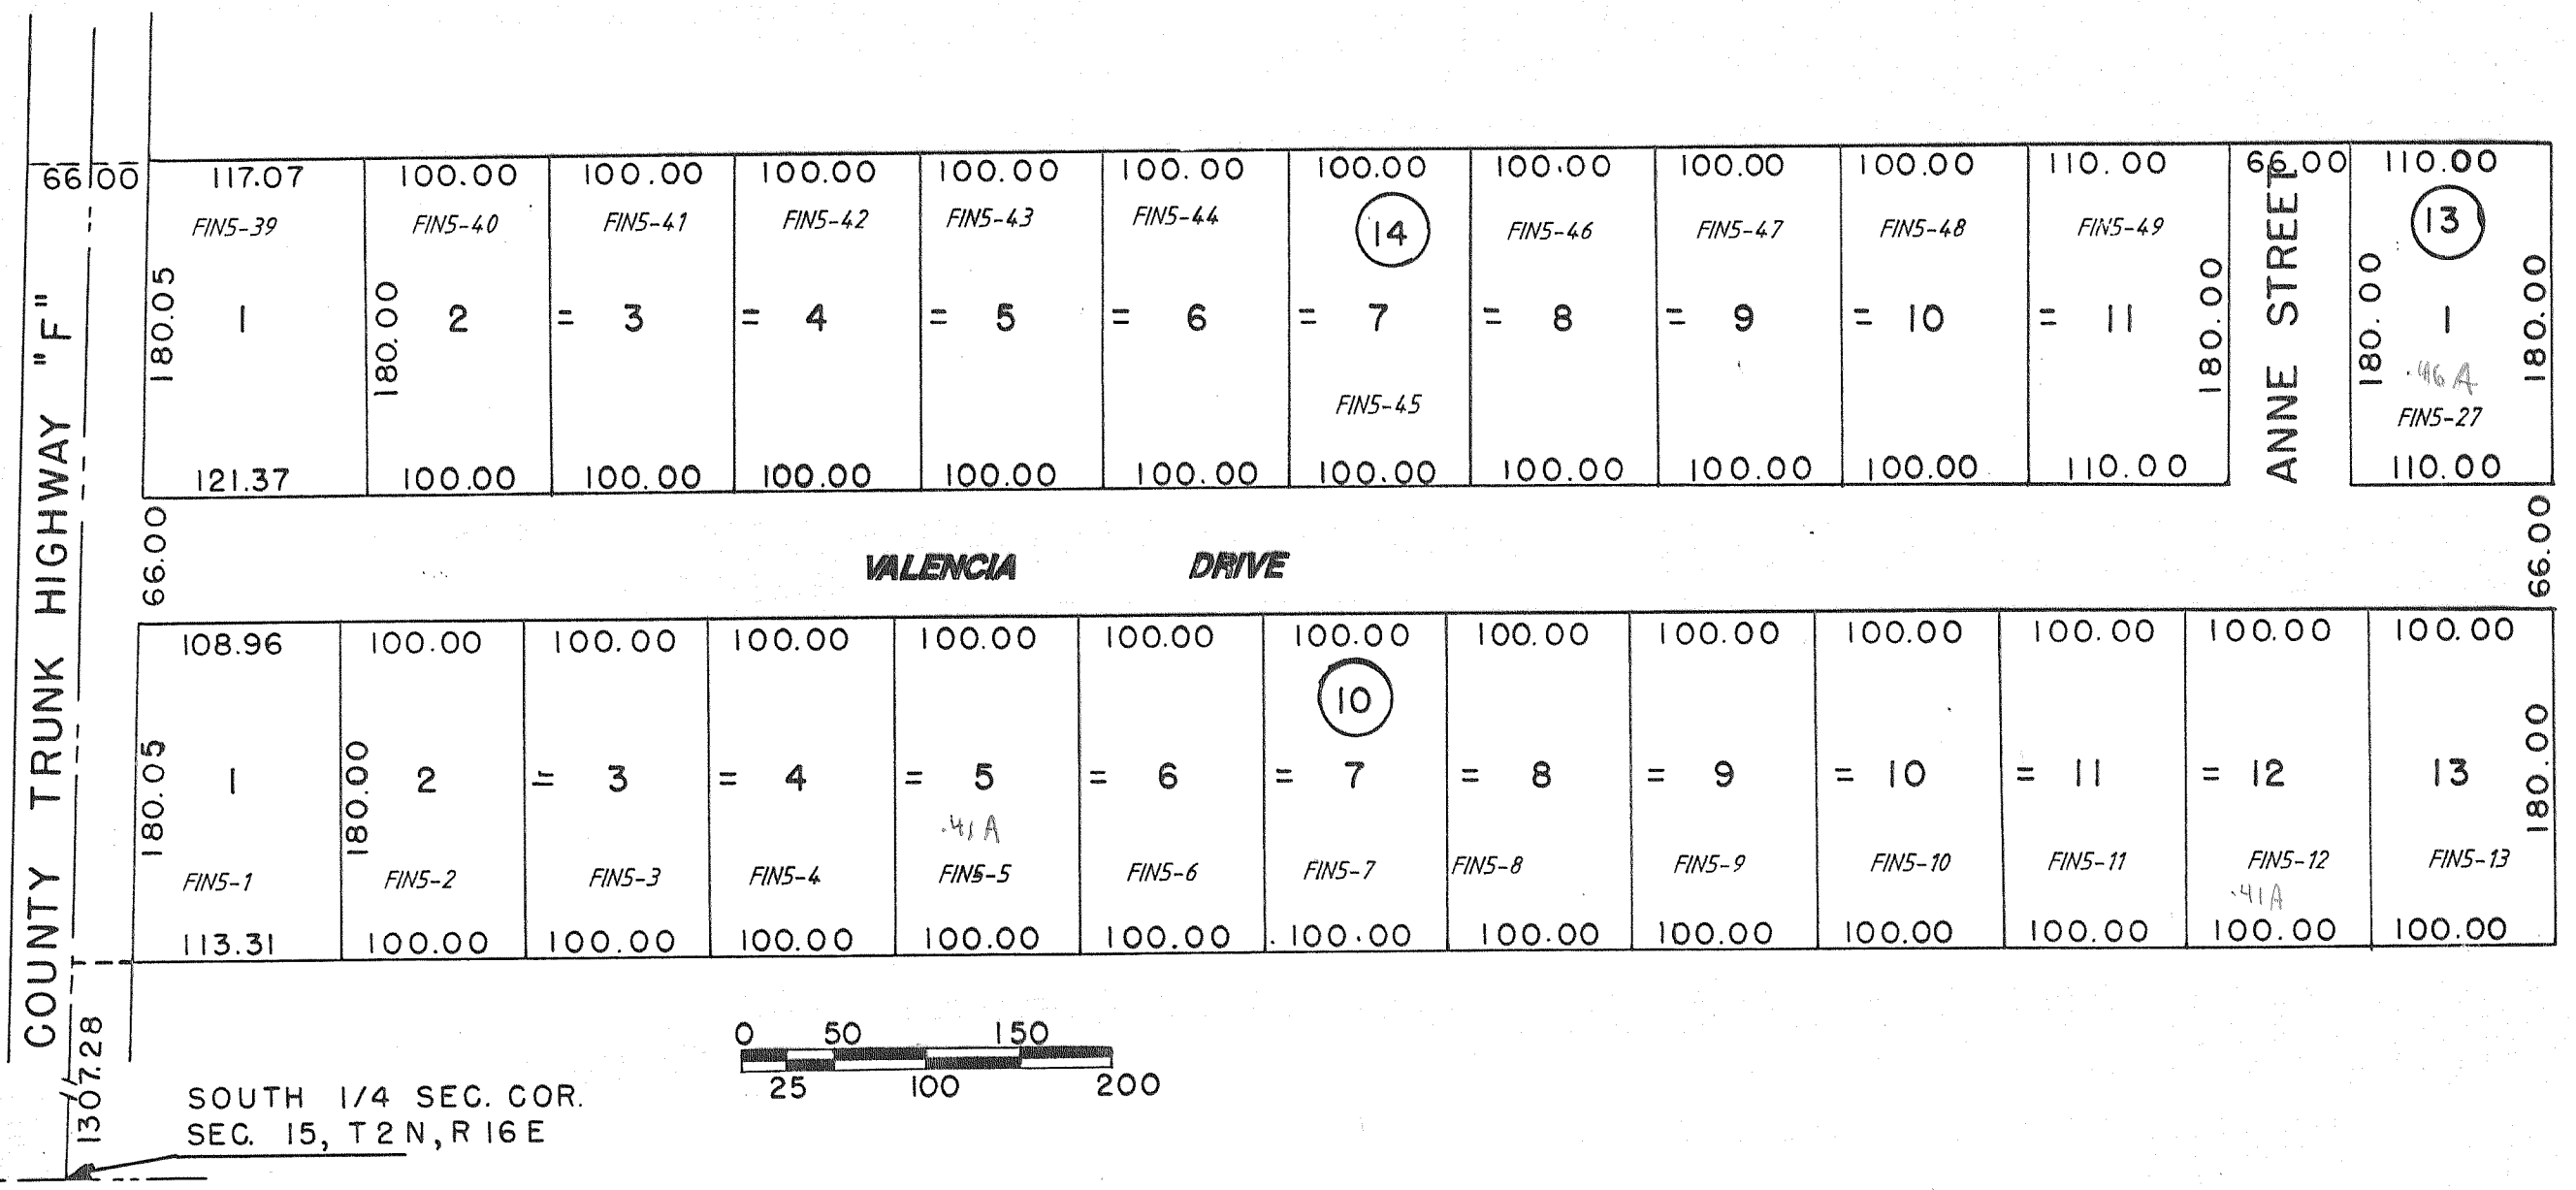 COUNTY TRUNK HIGHWAY "F"
66.00
117.07 100.00 100.00 100.00 100.00 100.00 100.00 100.00 100.00 100.00 110.00 66.00 110.00
FIN5-39 FIN5-40 FIN5-41 FIN5-42 FIN5-43 FIN5-44 14 FIN5-46 FIN5-47 FIN5-48 FIN5-49 13
180.05 1 180.00 2 = 3 = 4 = 5 = 6 = 7 = 8 = 9 = 10 = 11 180.00 ANNE STREET 180.00 1 180.00
.46 A
FIN5-45 FIN5-27
121.37 100.00 100.00 100.00 100.00 100.00 100.00 100.00 100.00 100.00 110.00 110.00
66.00 VALENCIA DRIVE 66.00
108.96 100.00 100.00 100.00 100.00 100.00 100.00 100.00 100.00 100.00 100.00 100.00 100.00
10
180.05 1 180.00 2 = 3 = 4 = 5 = 6 = 7 = 8 = 9 = 10 = 11 = 12 13 180.00
.41 A
FIN5-1 FIN5-2 FIN5-3 FIN5-4 FIN5-5 FIN5-6 FIN5-7 FIN5-8 FIN5-9 FIN5-10 FIN5-11 FIN5-12 FIN5-13
.41A
113.31 100.00 100.00 100.00 100.00 100.00 100.00 100.00 100.00 100.00 100.00 100.00 100.00
1307.28
0 50 150
25 100 200
SOUTH 1/4 SEC. COR.
SEC. 15, T2N, R16E